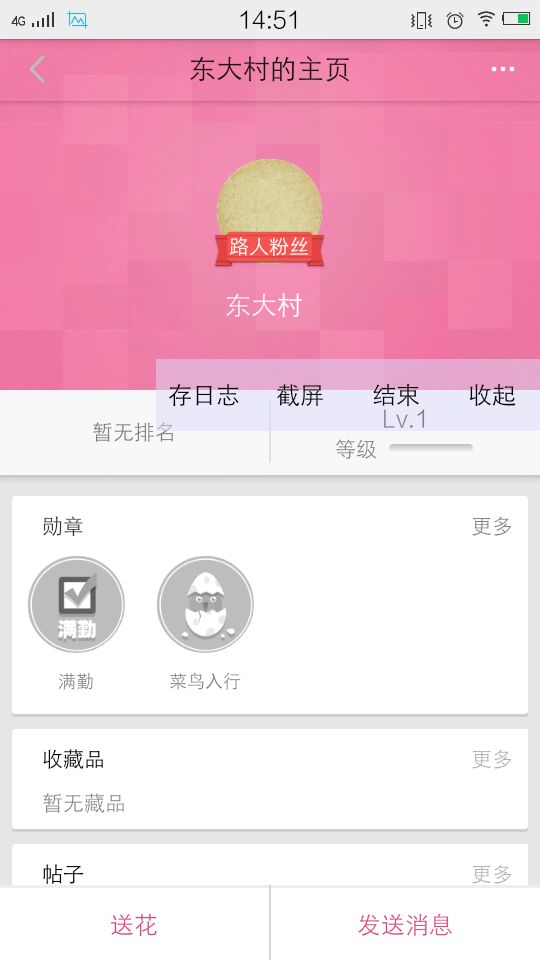 4G 14:51
东大村的主页
路人粉丝
东大村
存日志 截屏 结束 收起
暂无排名
Lv.1
等级
勋章 更多
满勤
满勤 菜鸟入行
收藏品 更多
暂无藏品
帖子 更多
送花 发送消息